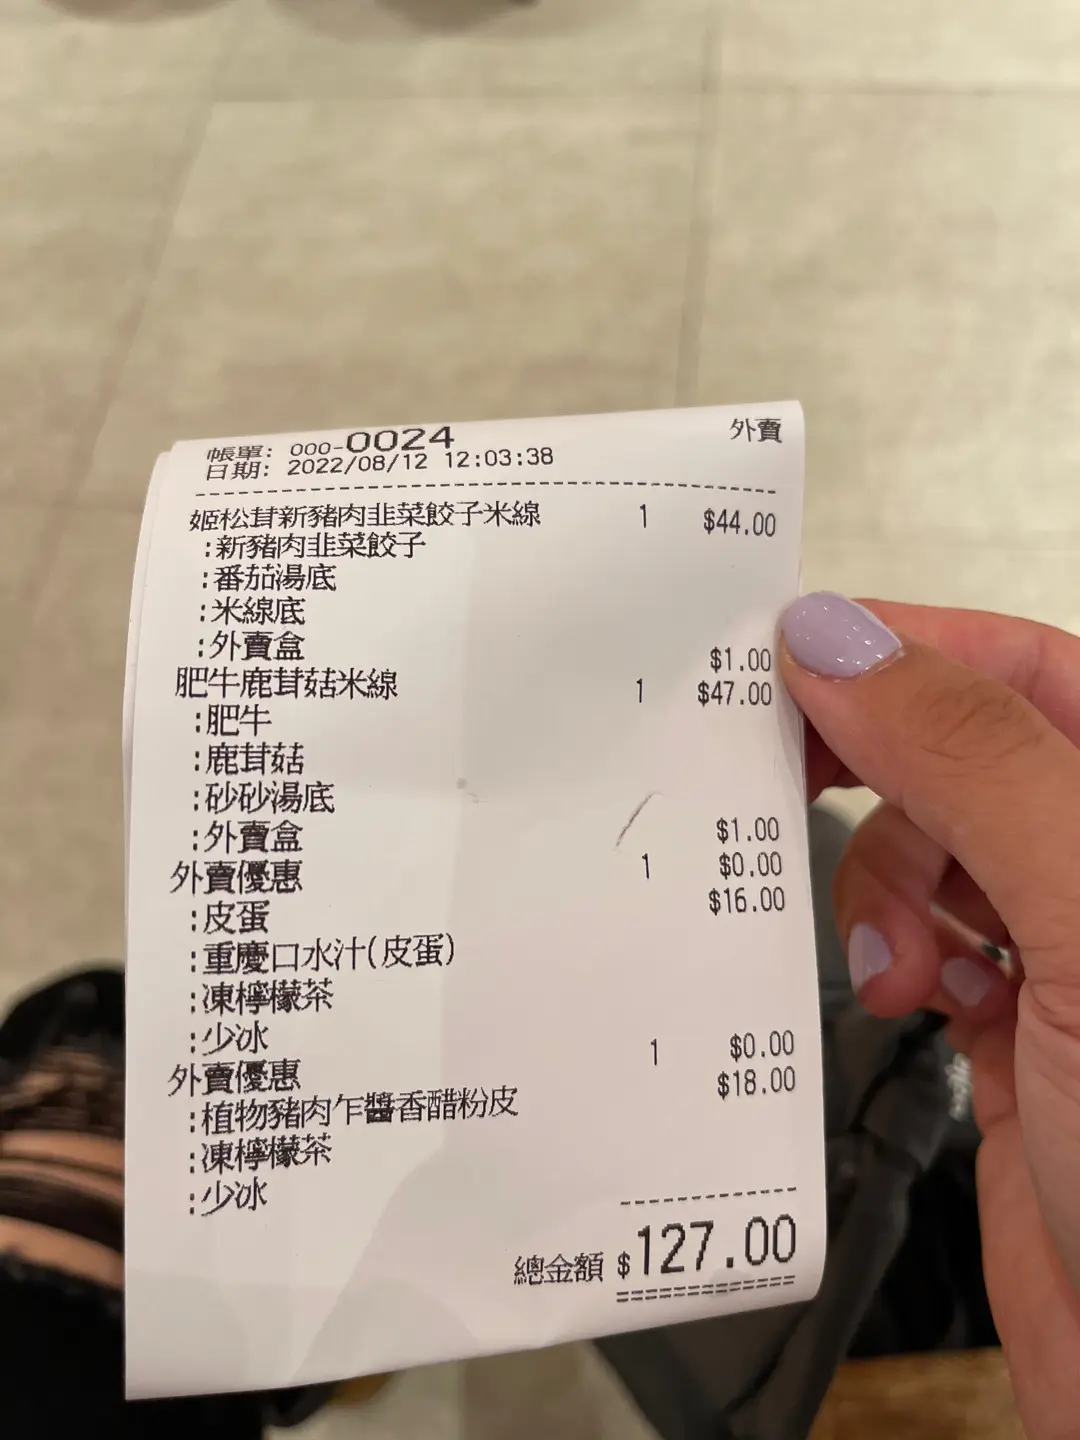 帳單: 000-0024 外賣
日期: 2022/08/12 12:03:38
姬松茸新豬肉韭菜餃子米線 1 $44.00
:新豬肉韭菜餃子
:番茄湯底
:米線底
:外賣盒 $1.00
肥牛鹿茸菇米線 1 $47.00
:肥牛
:鹿茸菇
:砂砂湯底
:外賣盒 $1.00
外賣優惠 1 $0.00
:皮蛋 $16.00
:重慶口水汁(皮蛋)
:凍檸檬茶
:少冰
外賣優惠 1 $0.00
:植物豬肉乍醬香醋粉皮 $18.00
:凍檸檬茶
:少冰
總金額 $127.00